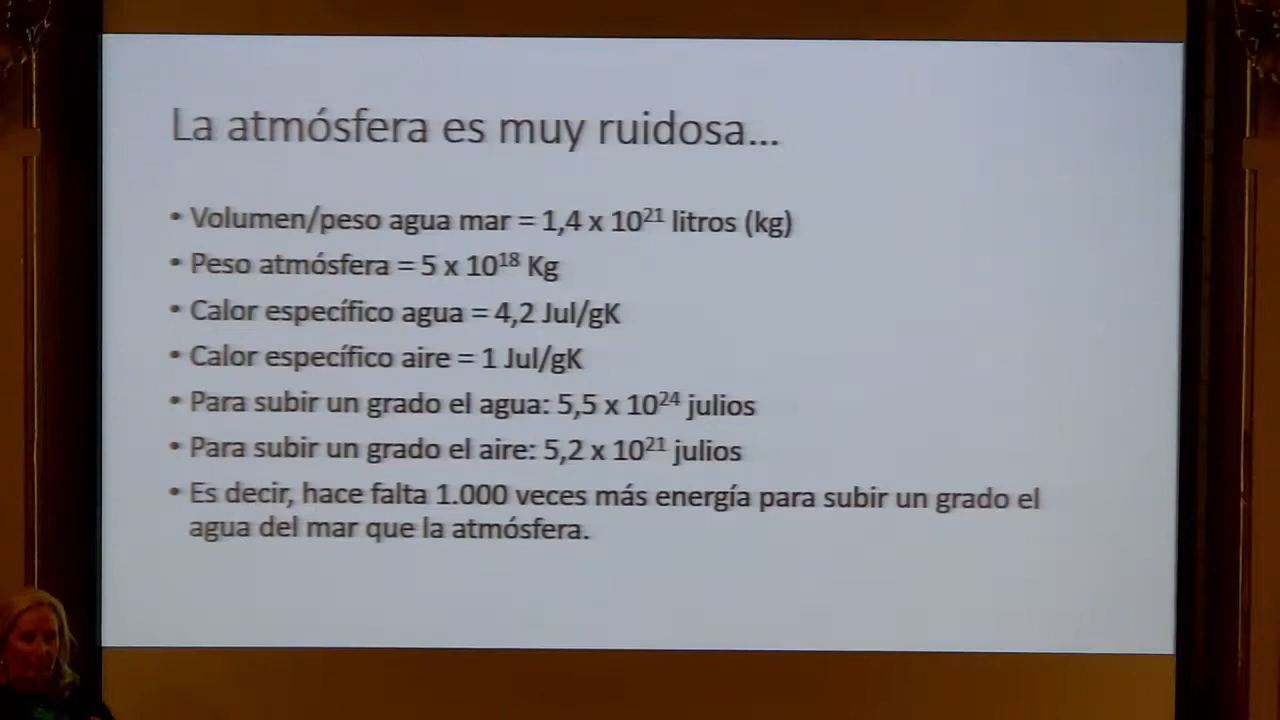 La atmósfera es muy ruidosa...
• Volumen/peso agua mar = 1,4 x 10²¹ litros (kg)
• Peso atmósfera = 5 x 10¹⁸ Kg
• Calor específico agua = 4,2 Jul/gK
• Calor específico aire = 1 Jul/gK
• Para subir un grado el agua: 5,5 x 10²⁴ julios
• Para subir un grado el aire: 5,2 x 10²¹ julios
• Es decir, hace falta 1.000 veces más energía para subir un grado el
agua del mar que la atmósfera.